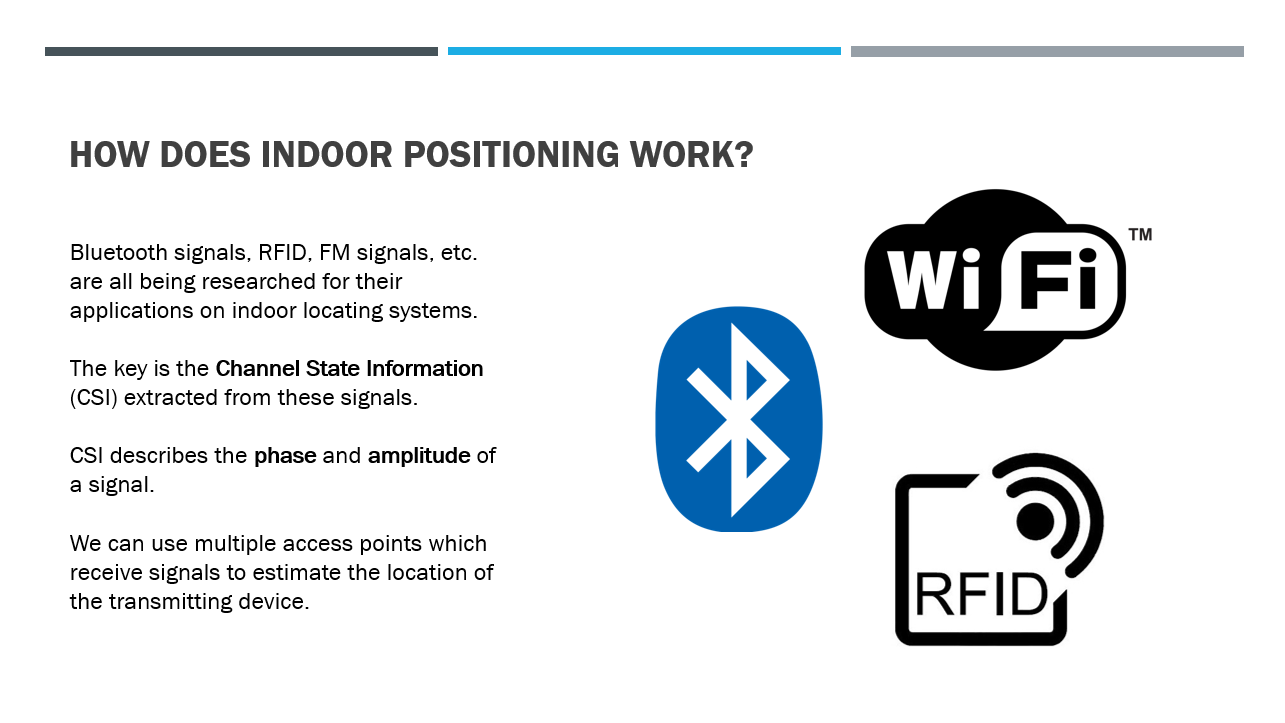 HOW DOES INDOOR POSITIONING WORK?
Bluetooth signals, RFID, FM signals, etc.
are all being researched for their
applications on indoor locating systems.
The key is the Channel State Information
(CSI) extracted from these signals.
CSI describes the phase and amplitude of
a signal.
We can use multiple access points which
receive signals to estimate the location of
the transmitting device.
Wi Fi TM
RFID